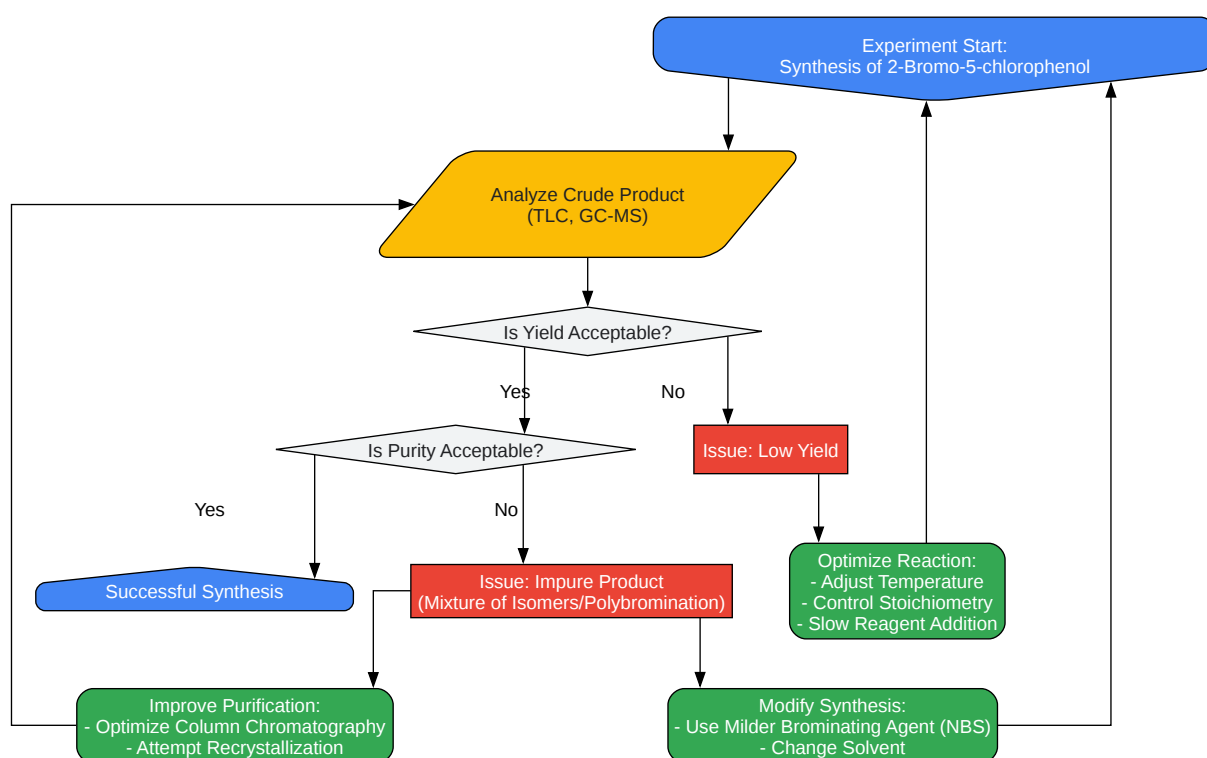 Experiment Start:
Synthesis of 2-Bromo-5-chlorophenol
Analyze Crude Product
(TLC, GC-MS)
Is Yield Acceptable?
Yes
No
Is Purity Acceptable?
Issue: Low Yield
Yes
No
Optimize Reaction:
- Adjust Temperature
- Control Stoichiometry
- Slow Reagent Addition
Successful Synthesis
Issue: Impure Product
(Mixture of Isomers/Polybromination)
Improve Purification:
- Optimize Column Chromatography
- Attempt Recrystallization
Modify Synthesis:
- Use Milder Brominating Agent (NBS)
- Change Solvent